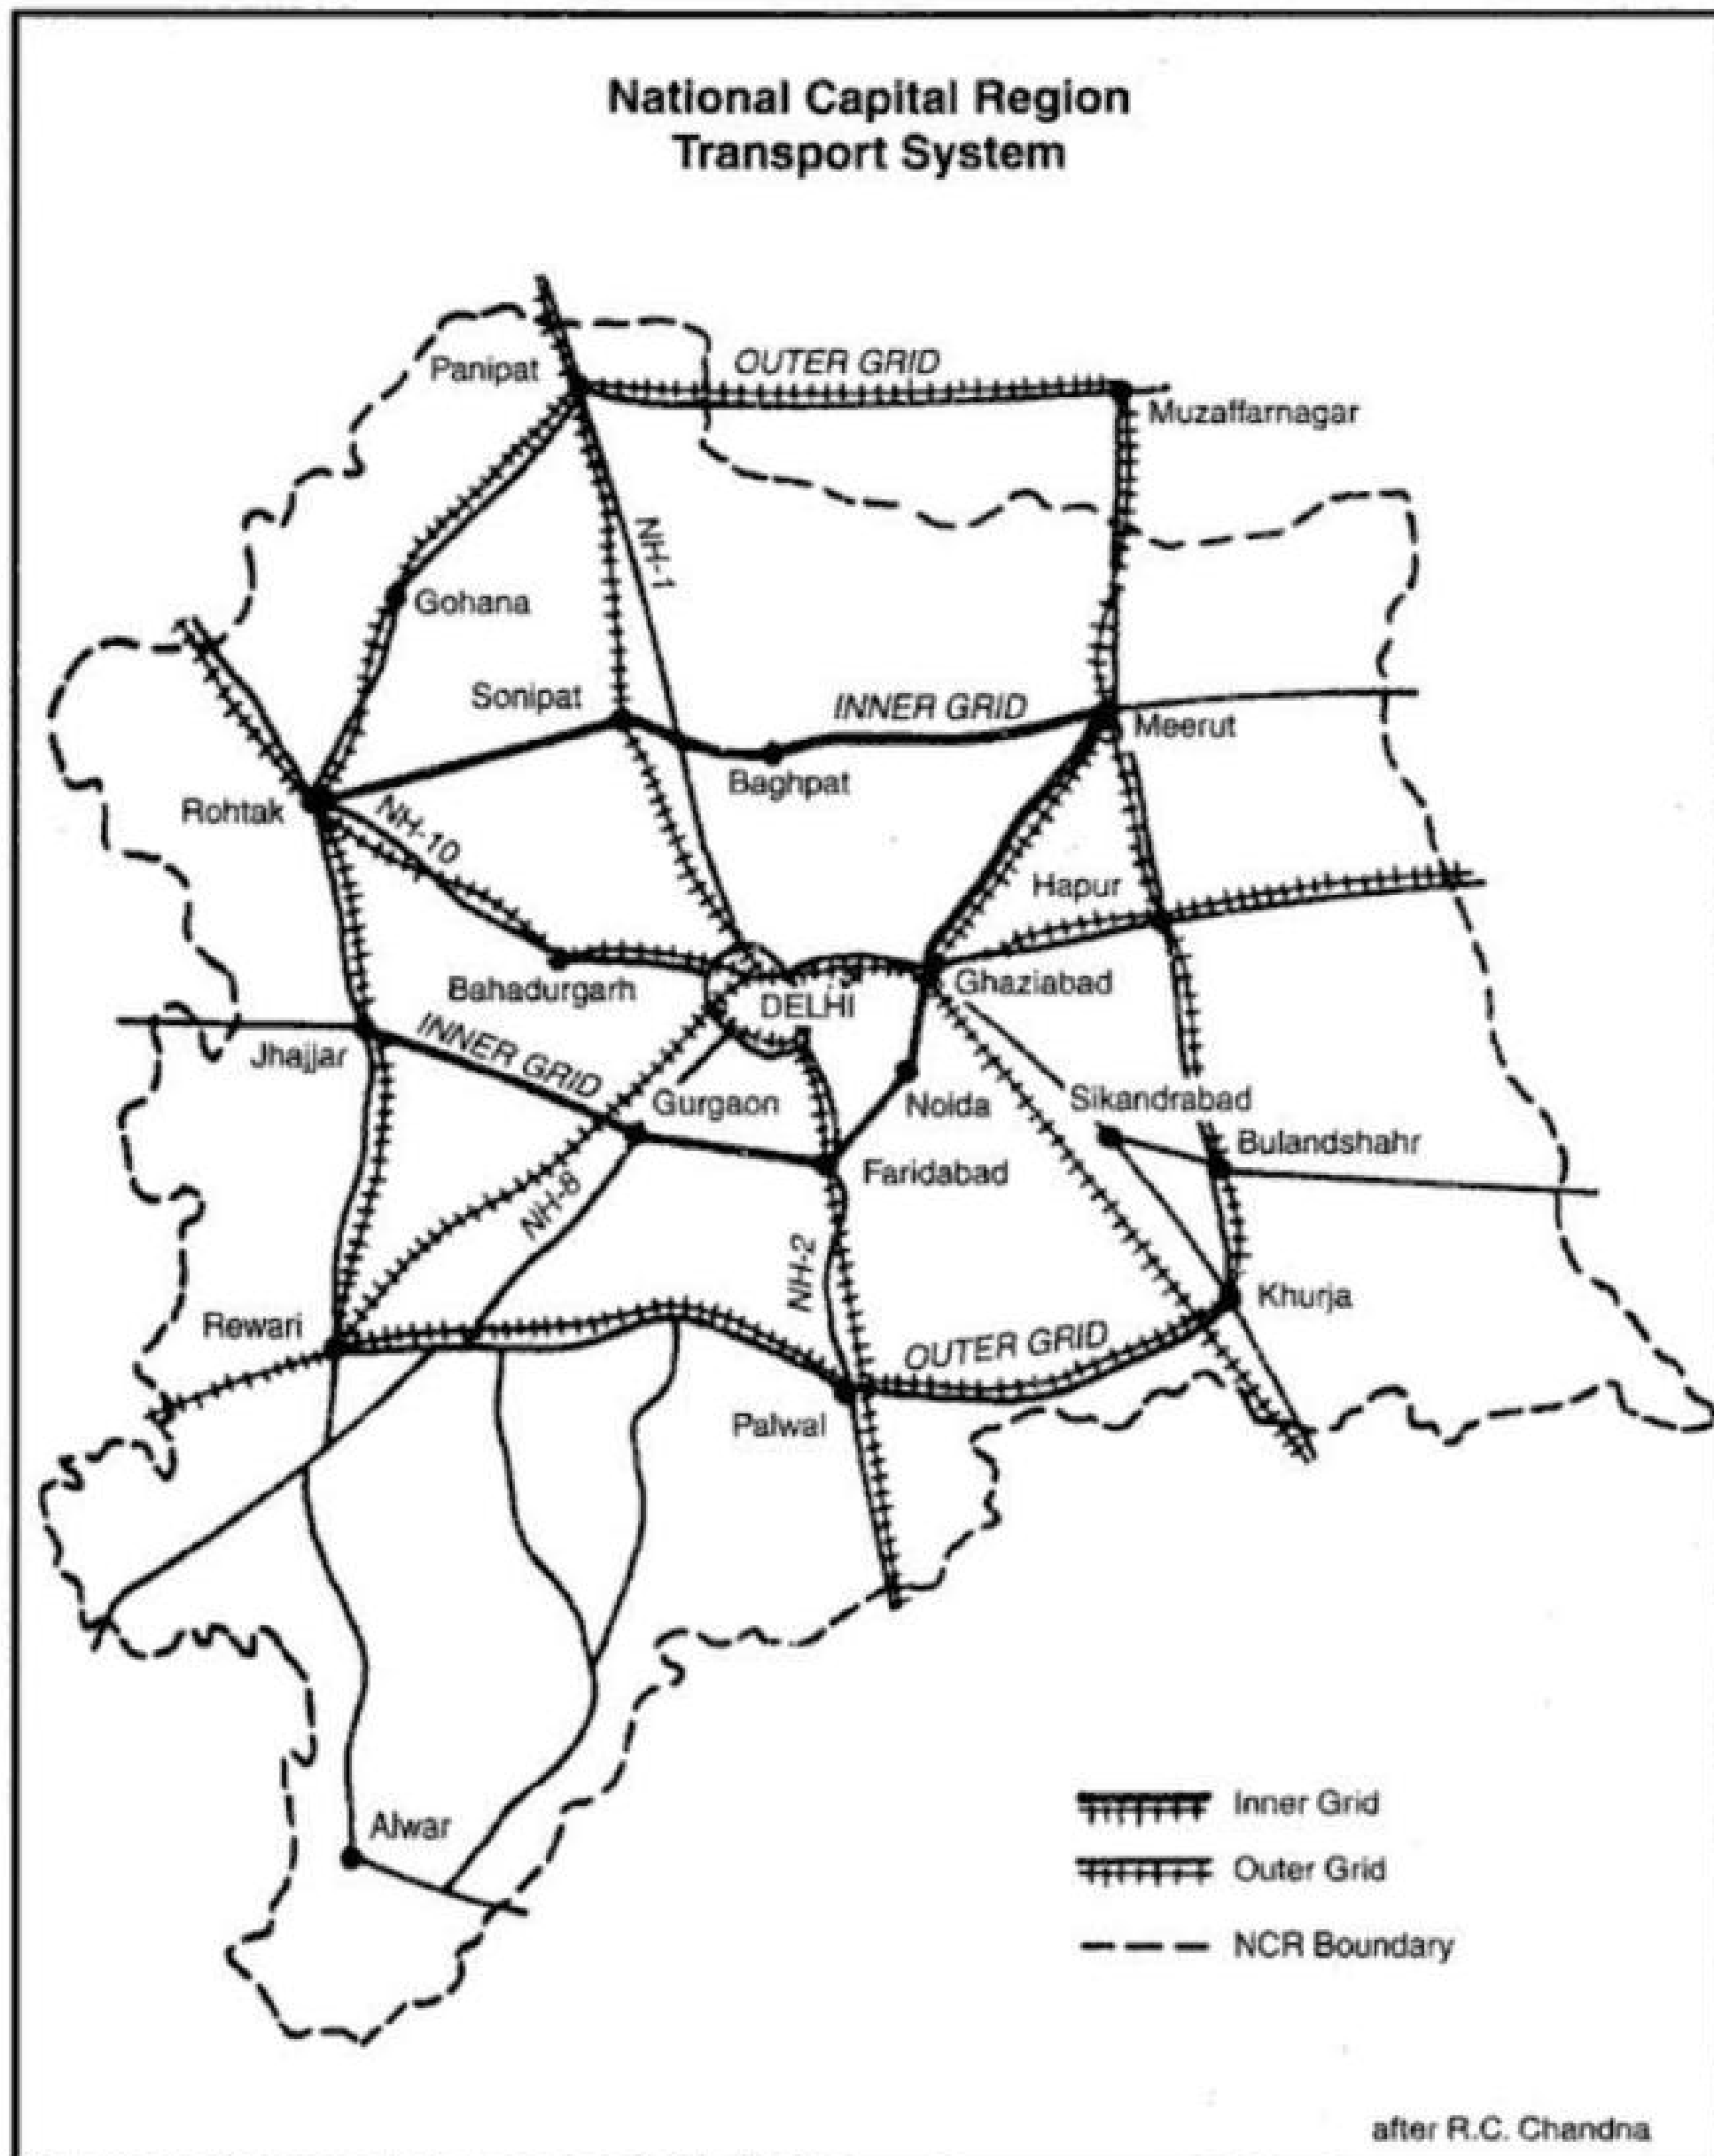 National Capital Region
Transport System
OUTER GRID
Panipat
Muzaffarnagar
NH-1
Gohana
Sonipat
INNER GRID
Meerut
Baghpat
Rohtak
NH-10
Hapur
Bahadurgarh
Ghaziabad
DELHI
INNER GRID
Jhajjar
Gurgaon
Noida
Sikandrabad
Bulandshahr
Faridabad
NH-8
NH-2
Khurja
Rewari
OUTER GRID
Palwal
Alwar
Inner Grid
Outer Grid
NCR Boundary
after R.C. Chandna